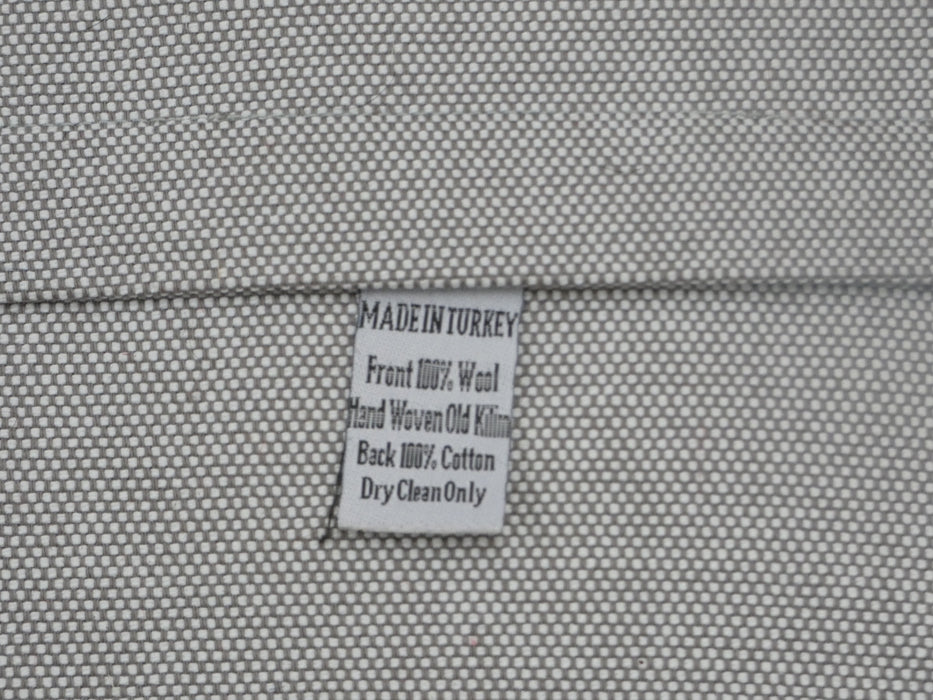 MADE IN TURKEY
Front 100% Wool
Hand Woven Old Kilim
Back 100% Cotton
Dry Clean Only